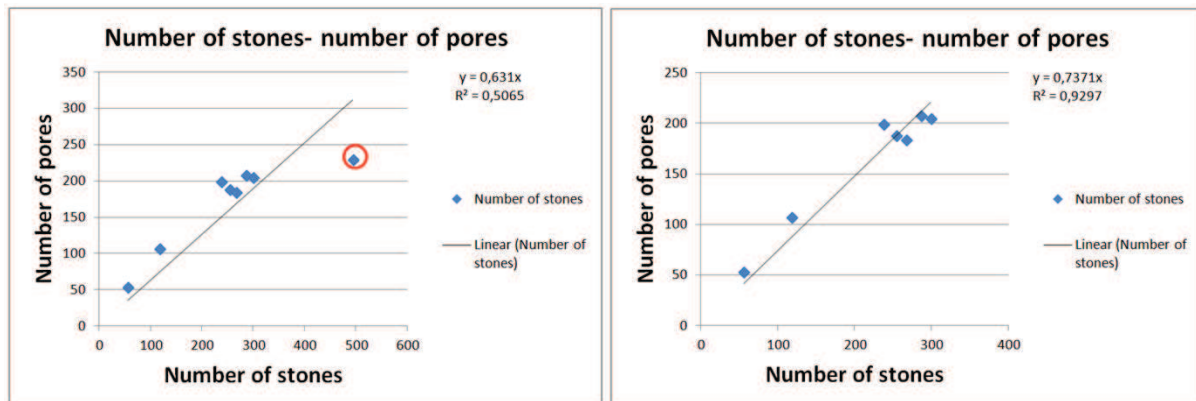 Number of stones- number of pores
y = 0,631x
R² = 0,5065
350
300
250
200
150
100
50
0
Number of pores
0 100 200 300 400 500 600
Number of stones
Number of stones
Linear (Number of
stones)
Number of stones- number of pores
y = 0,7371x
R² = 0,9297
250
200
150
100
50
0
Number of pores
0 100 200 300 400
Number of stones
Number of stones
Linear (Number of
stones)